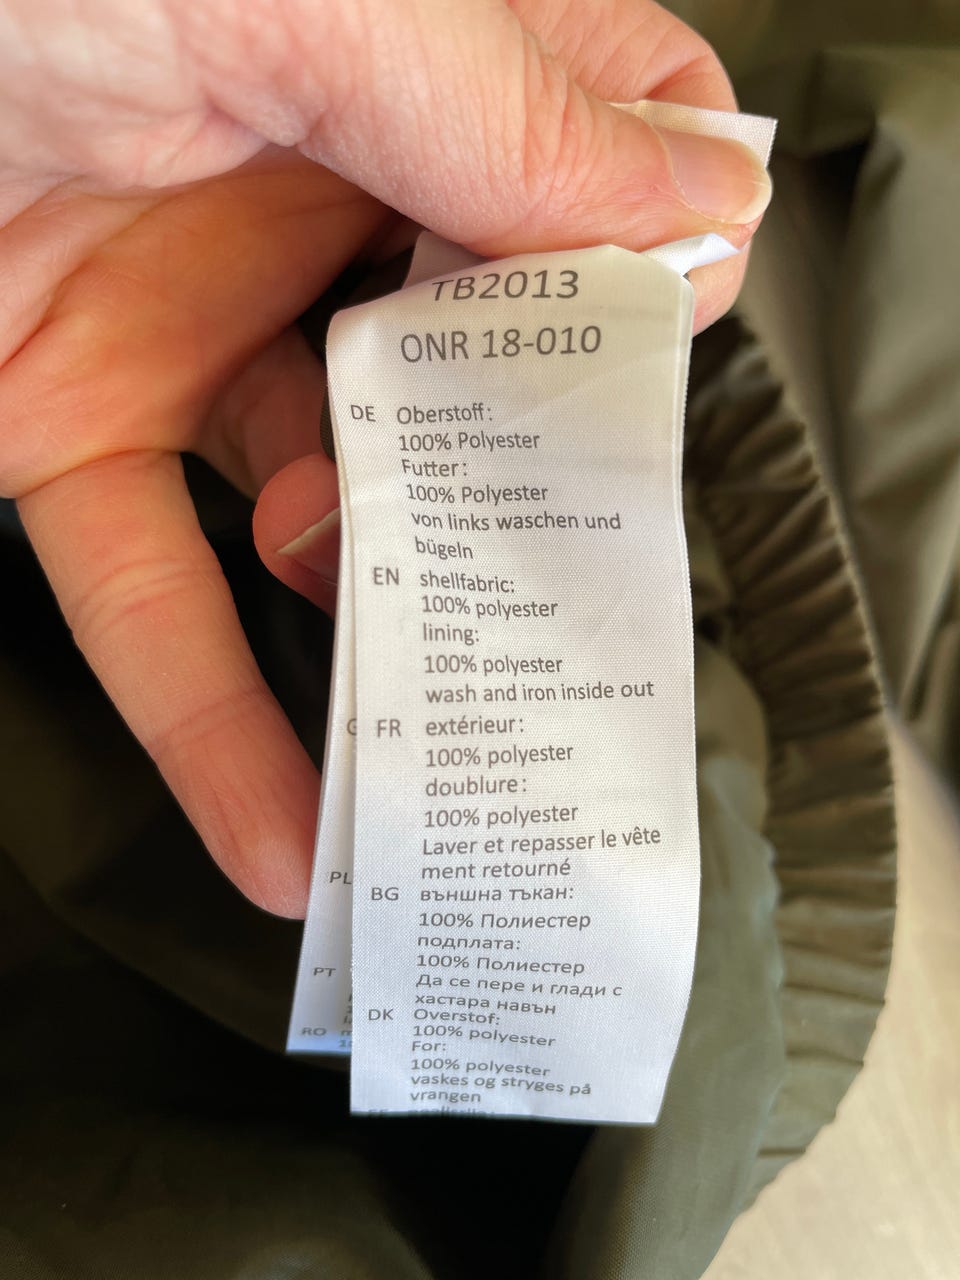 TB2013
ONR 18-010
DE Oberstoff:
100% Polyester
Futter:
100% Polyester
von links waschen und
bügeln
EN shellfabric:
100% polyester
lining:
100% polyester
wash and iron inside out
FR extérieur:
100% polyester
doublure:
100% polyester
Laver et repasser le vête
ment retourné
BG външна тъкан:
100% Полиестер
подплата:
100% Полиестер
Да се пере и глади с
хастара навън
DK Overstof:
100% polyester
For:
100% polyester
vaskes og stryges på
vrangen
PL
PT
RO